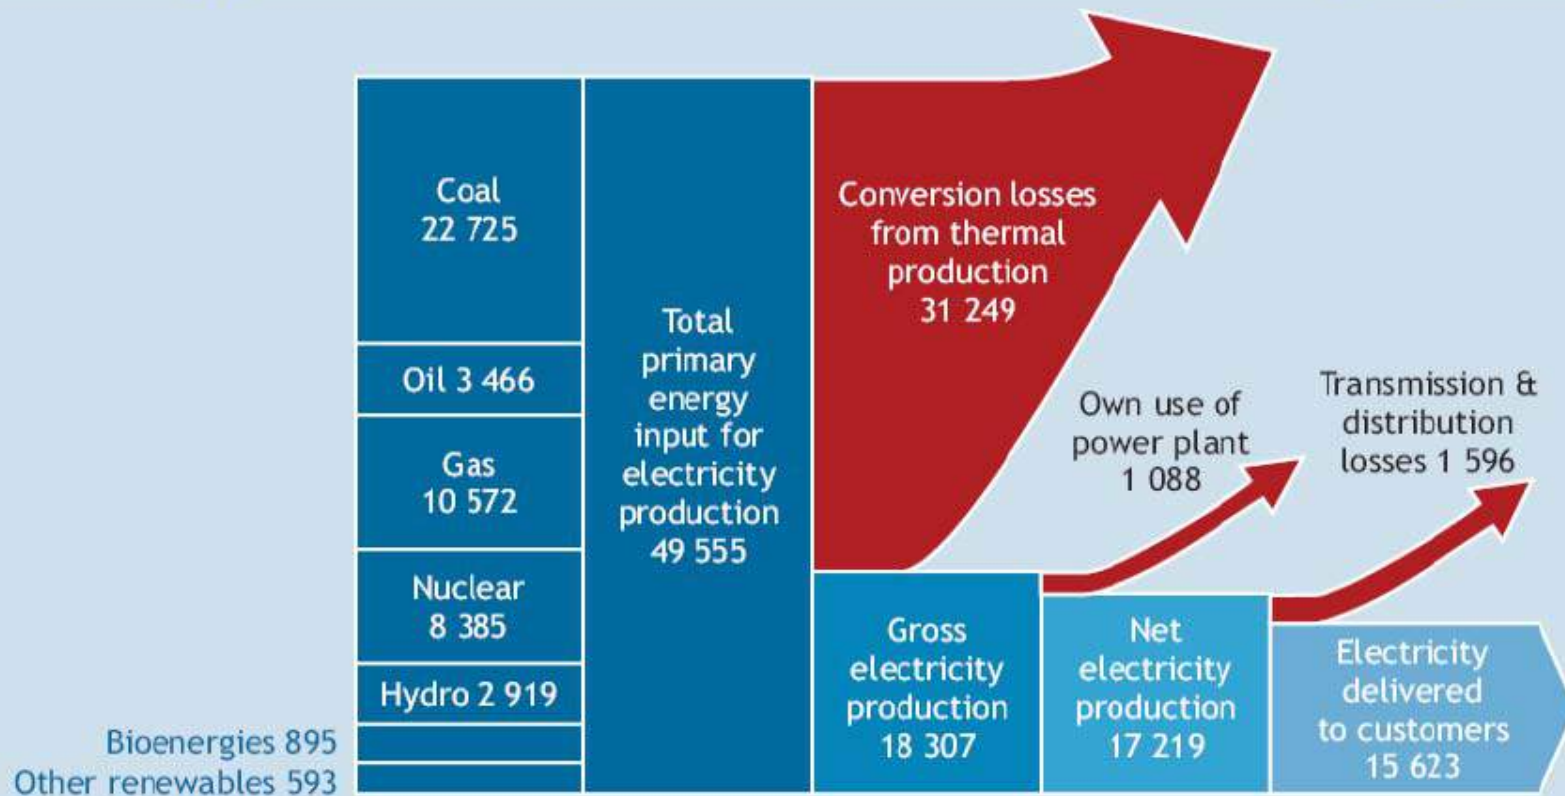 Coal
22 725
Oil 3 466
Gas
10 572
Nuclear
8 385
Hydro 2 919
Bioenergies 895
Other renewables 593
Total
primary
energy
input for
electricity
production
49 555
Conversion losses
from thermal
production
31 249
Own use of
power plant
1 088
Transmission &
distribution
losses 1 596
Gross
electricity
production
18 307
Net
electricity
production
17 219
Electricity
delivered
to customers
15 623